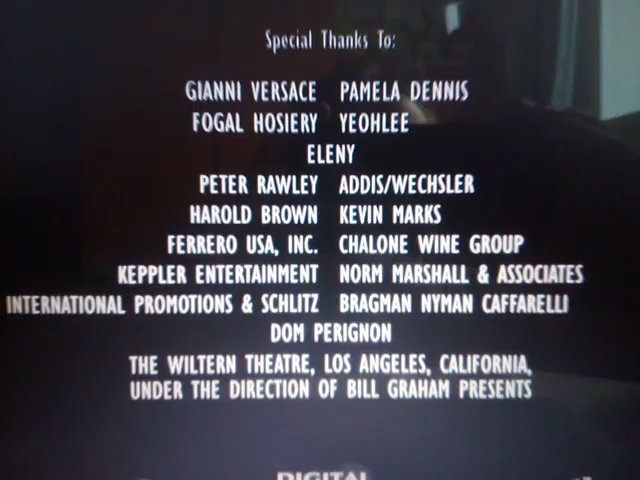 Special Thanks To:
GIANNI VERSACE PAMELA DENNIS
FOGAL HOSIERY YEOHLEE
ELENY
PETER RAWLEY ADDIS/WECHSLER
HAROLD BROWN KEVIN MARKS
FERRERO USA, INC. CHALONE WINE GROUP
KEPPLER ENTERTAINMENT NORM MARSHALL & ASSOCIATES
INTERNATIONAL PROMOTIONS & SCHLITZ BRAGMAN NYMAN CAFFARELLI
DOM PERIGNON
THE WILTERN THEATRE, LOS ANGELES, CALIFORNIA,
UNDER THE DIRECTION OF BILL GRAHAM PRESENTS
DIGITAL